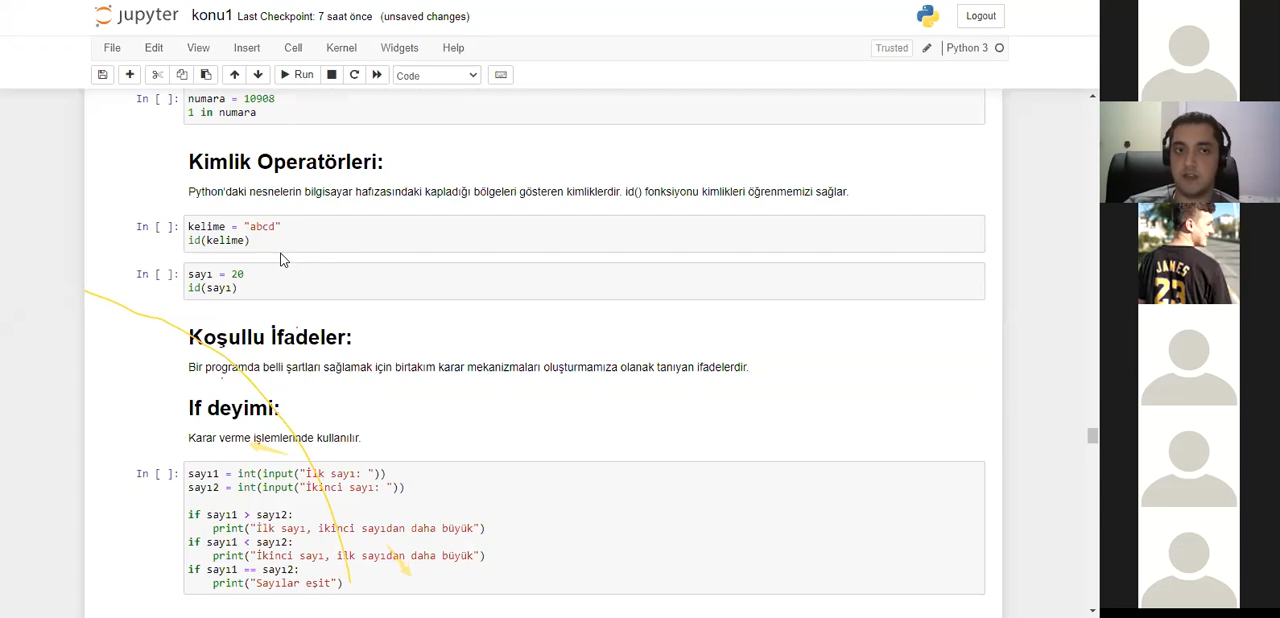 jupyter konu1 Last Checkpoint: 7 saat önce (unsaved changes) Logout
File Edit View Insert Cell Kernel Widgets Help Trusted Python 3
Run Code
In [ ]: numara = 10908
1 in numara
Kimlik Operatörleri:
Python'daki nesnelerin bilgisayar hafızasındaki kapladığı bölgeleri gösteren kimliklerdir. id() fonksiyonu kimlikleri öğrenmemizi sağlar.
In [ ]: kelime = "abcd"
id(kelime)
In [ ]: sayı = 20
id(sayı)
Koşullu İfadeler:
Bir programda belli şartları sağlamak için birtakım karar mekanizmaları oluşturmamıza olanak tanıyan ifadelerdir.
If deyimi:
Karar verme işlemlerinde kullanılır.
In [ ]: sayı1 = int(input("İlk sayı: "))
sayı2 = int(input("İkinci sayı: "))
if sayı1 > sayı2:
print("İlk sayı, ikinci sayıdan daha büyük")
if sayı1 < sayı2:
print("İkinci sayı, ilk sayıdan daha büyük")
if sayı1 == sayı2:
print("Sayılar eşit")
JAMES
23